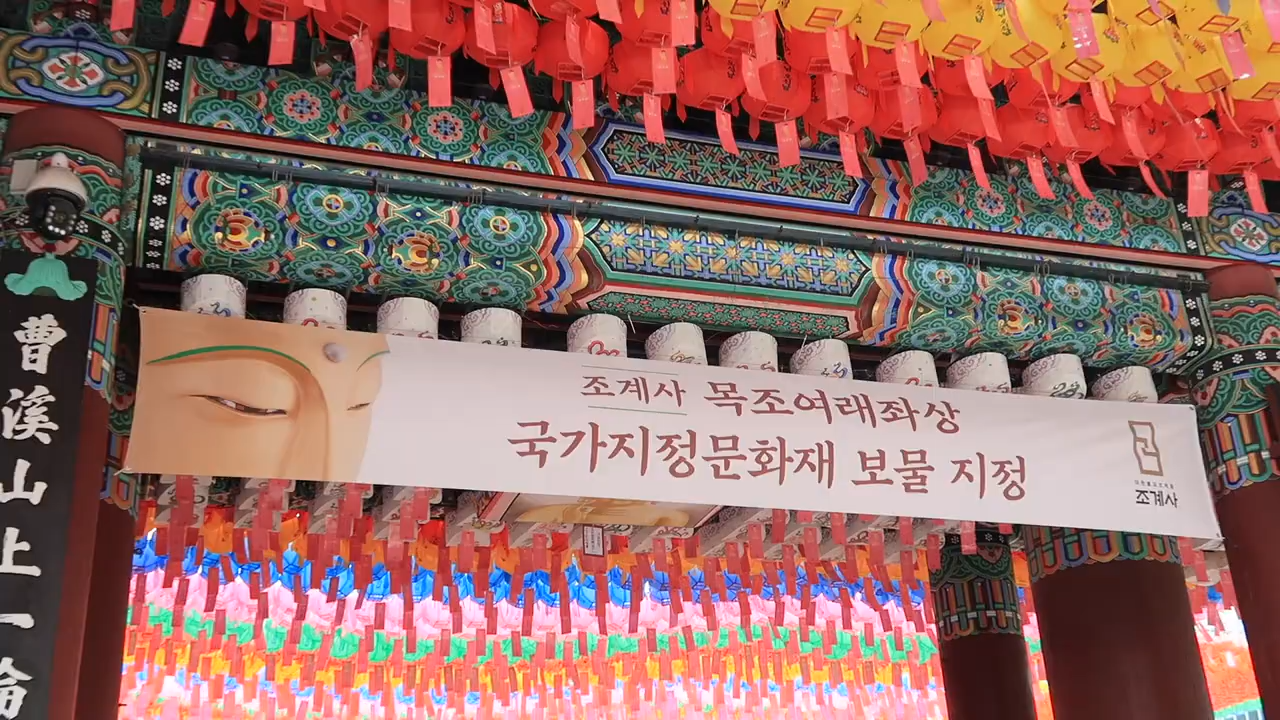 조계사 목조여래좌상
국가지정문화재 보물 지정
조계사
曹溪山上一輪